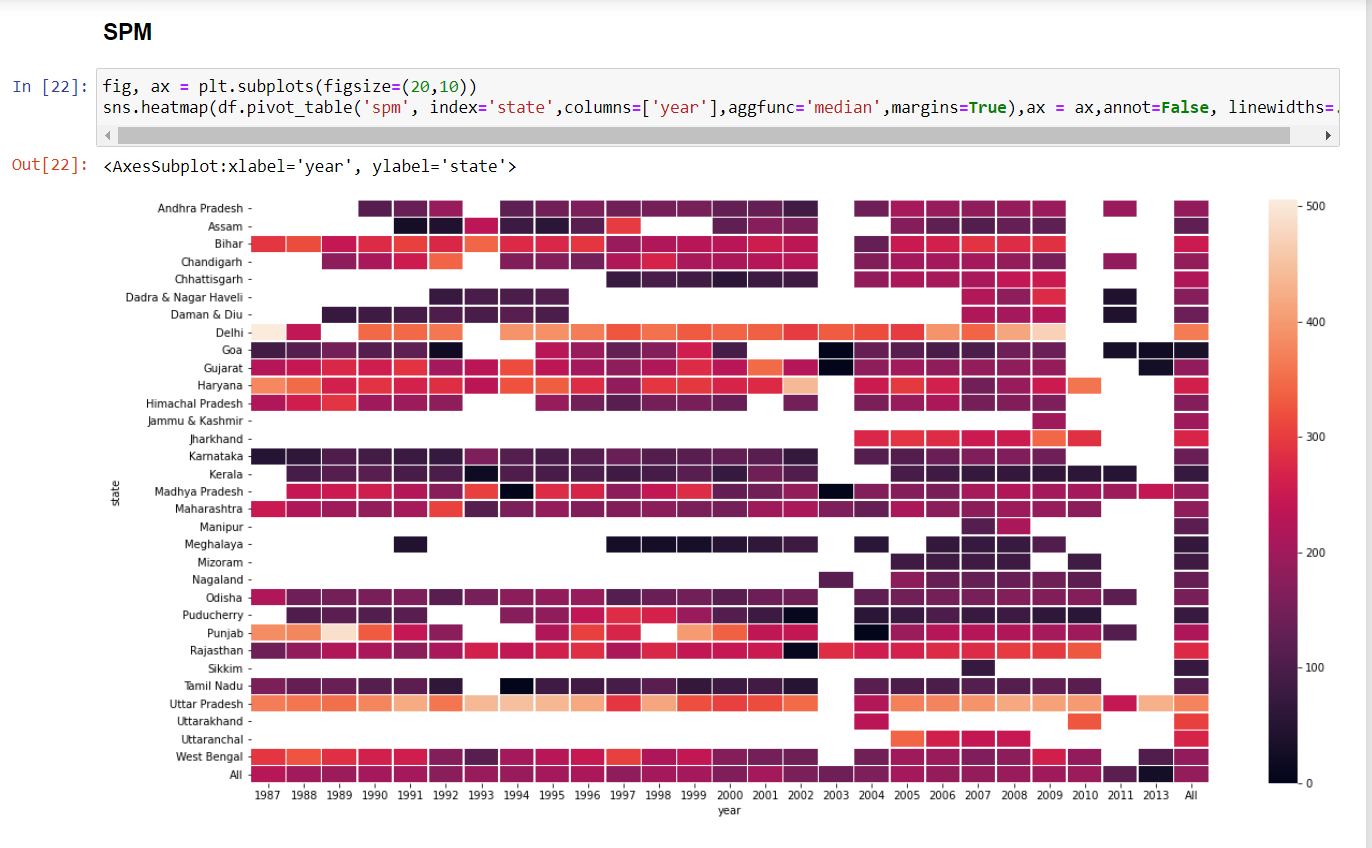 SPM
In [22]: fig, ax = plt.subplots(figsize=(20,10))
sns.heatmap(df.pivot_table('spm', index='state',columns=['year'],aggfunc='median',margins=True),ax = ax,annot=False, linewidths=.
Out[22]: <AxesSubplot:xlabel='year', ylabel='state'>
Andhra Pradesh
Assam
Bihar
Chandigarh
Chhattisgarh
Dadra & Nagar Haveli
Daman & Diu
Delhi
Goa
Gujarat
Haryana
Himachal Pradesh
Jammu & Kashmir
Jharkhand
Karnataka
Kerala
Madhya Pradesh
Maharashtra
Manipur
Meghalaya
Mizoram
Nagaland
Odisha
Puducherry
Punjab
Rajasthan
Sikkim
Tamil Nadu
Uttar Pradesh
Uttarakhand
Uttaranchal
West Bengal
All
state
1987 1988 1989 1990 1991 1992 1993 1994 1995 1996 1997 1998 1999 2000 2001 2002 2003 2004 2005 2006 2007 2008 2009 2010 2011 2013 All
year
500
400
300
200
100
0